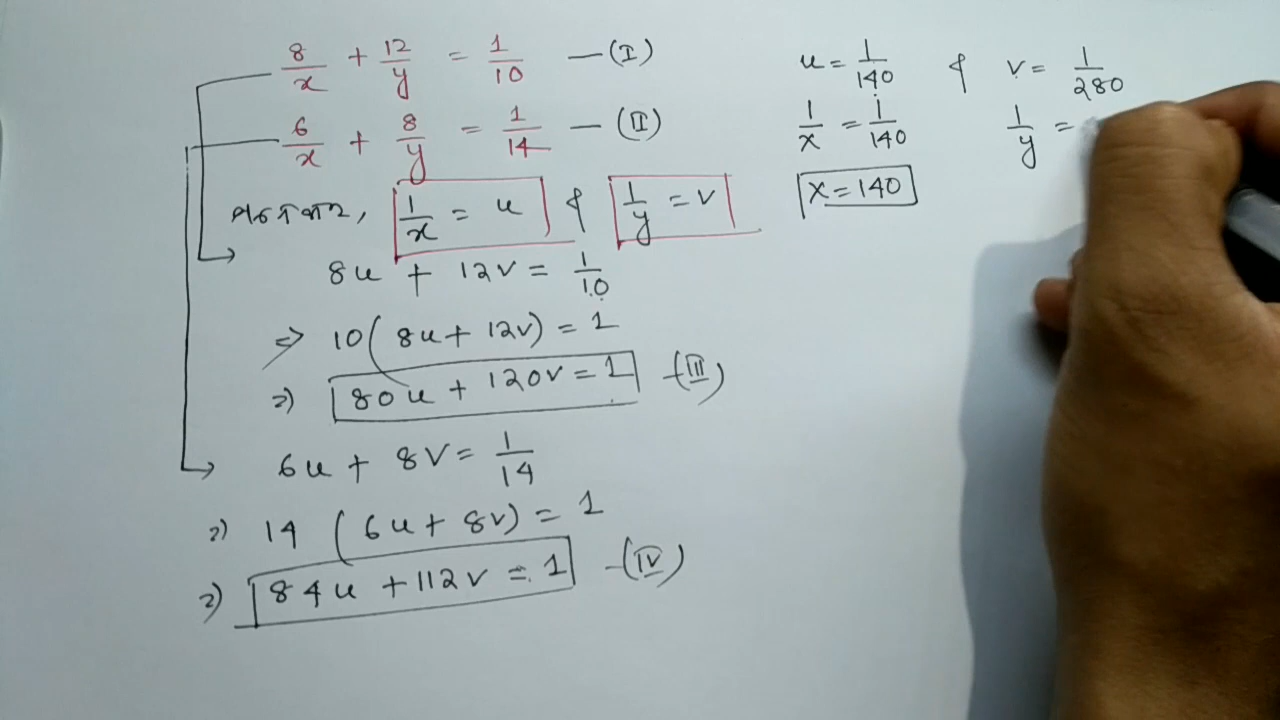 8/x + 12/y = 1/10 —(I)
6/x + 8/y = 1/14 —(II)
1/x = u & 1/y = v
8u + 12v = 1/10
⇒ 10(8u + 12v) = 1
⇒ 80u + 120v = 1 —(III)
6u + 8v = 1/14
⇒ 14 (6u + 8v) = 1
⇒ 84u + 112v = 1 —(IV)
u = 1/140 & v = 1/280
1/x = 1/140
1/y =
x = 140